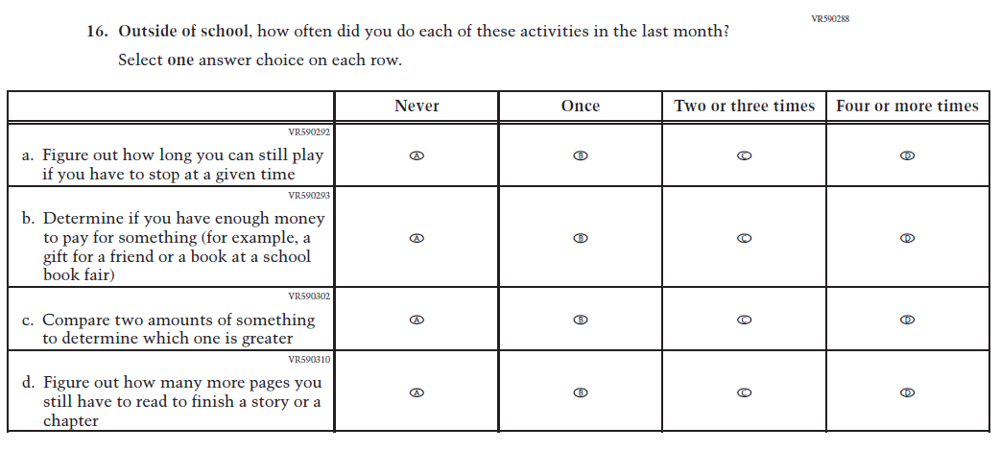 VR590288
16. Outside of school, how often did you do each of these activities in the last month?
Select one answer choice on each row.
Never Once Two or three times Four or more times
VR590292
a. Figure out how long you can still play
if you have to stop at a given time
A B C D
VR590293
b. Determine if you have enough money
to pay for something (for example, a
gift for a friend or a book at a school
book fair)
A B C D
VR590302
c. Compare two amounts of something
to determine which one is greater
A B C D
VR590310
d. Figure out how many more pages you
still have to read to finish a story or a
chapter
A B C D